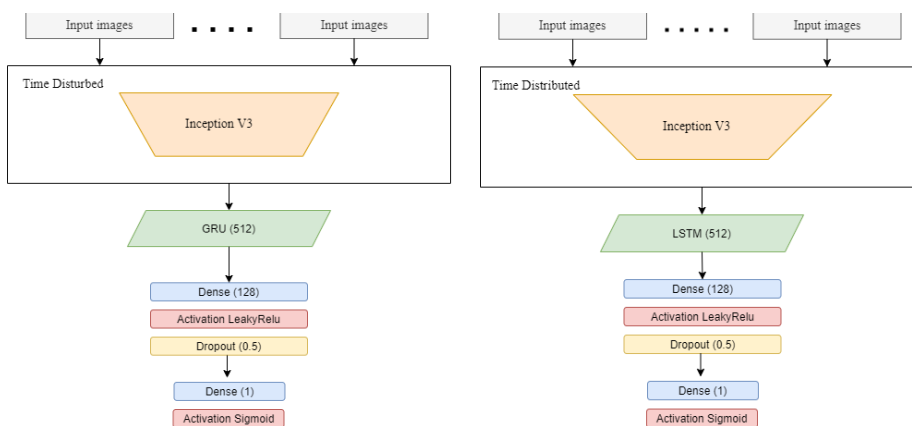 Input images
Input images
Time Disturbed
Inception V3
GRU (512)
Dense (128)
Activation LeakyRelu
Dropout (0.5)
Dense (1)
Activation Sigmoid
Input images
Input images
Time Distributed
Inception V3
LSTM (512)
Dense (128)
Activation LeakyRelu
Dropout (0.5)
Dense (1)
Activation Sigmoid